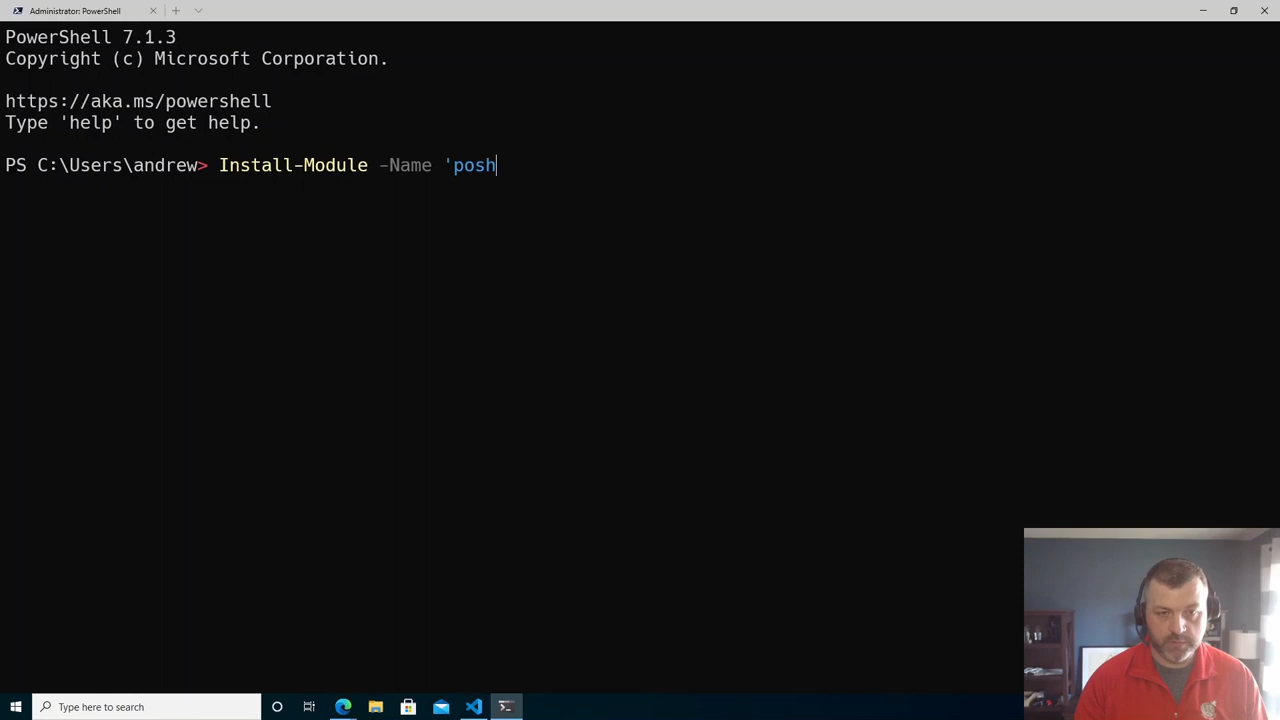 Administrator: PowerShell
PowerShell 7.1.3
Copyright (c) Microsoft Corporation.
https://aka.ms/powershell
Type 'help' to get help.
PS C:\Users\andrew> Install-Module -Name 'posh
Type here to search